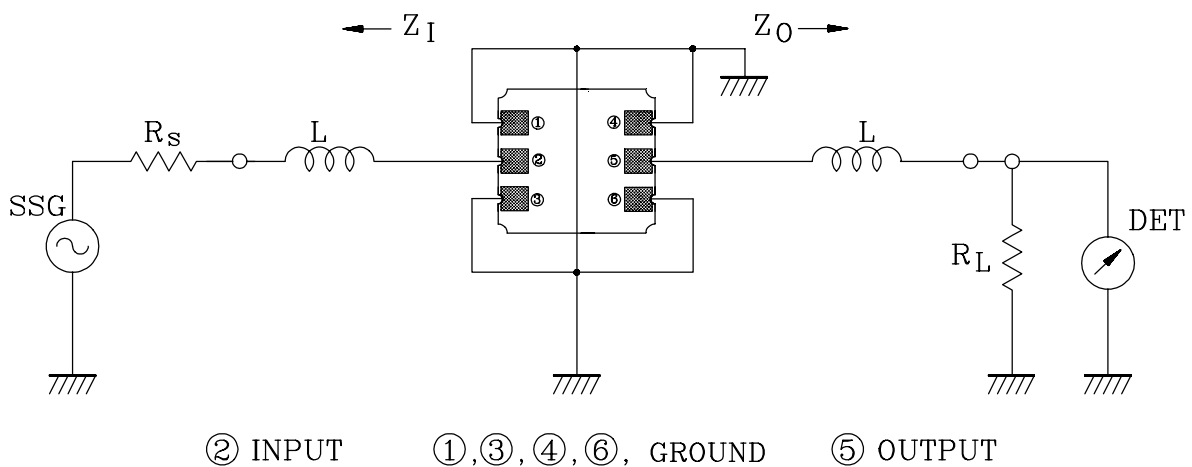 Z_I Z_O
① ④
R_S L ② ⑤ L
③ ⑥
SSG DET
R_L
② INPUT ①,③,④,⑥, GROUND ⑤ OUTPUT